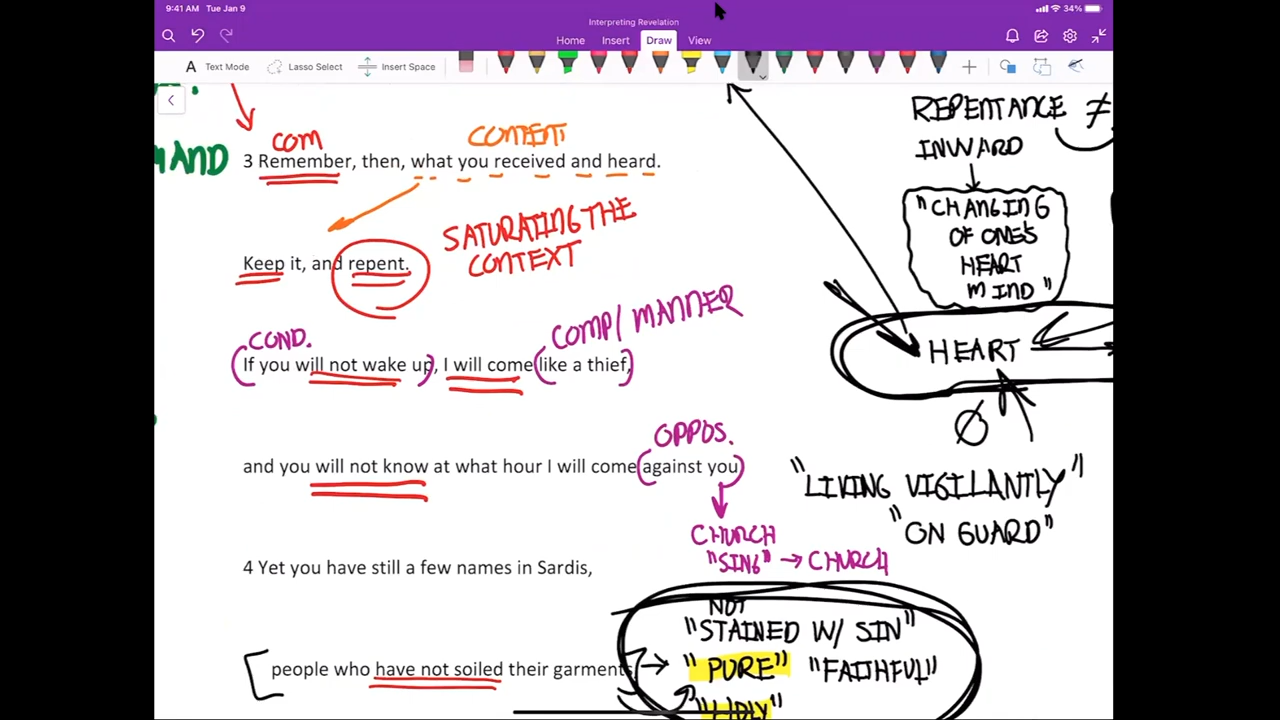 9:41 AM Tue Jan 9
34%
Interpreting Revelation
Home Insert Draw View
A Text Mode Lasso Select Insert Space
REPENTANCE ≠
INWARD
"CHANGING
OF ONE'S
HEART
MIND"
COM
CONTENT
MAND
3 Remember, then, what you received and heard.
SATURATING THE
CONTEXT
Keep it, and repent.
COND.
COMP/MANNER
If you will not wake up, I will come like a thief,
HEART
OPPOS.
and you will not know at what hour I will come against you
"LIVING VIGILANTLY"
"ON GUARD"
CHURCH
"SING" → CHURCH
4 Yet you have still a few names in Sardis,
NOT
"STAINED W/ SIN"
people who have not soiled their garments,
"PURE" "FAITHFUL"